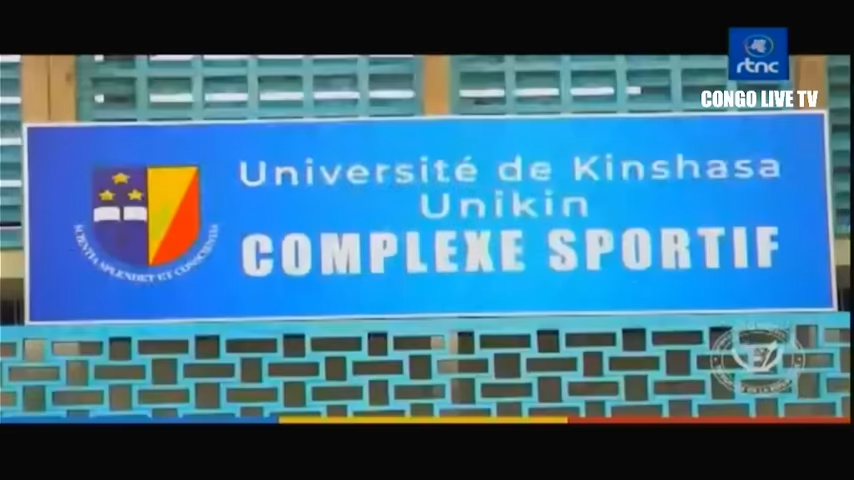 rtnc
CONGO LIVE TV
Université de Kinshasa
Unikin
COMPLEXE SPORTIF
SCIENTIA SPLENDET ET CONSCIENTIA